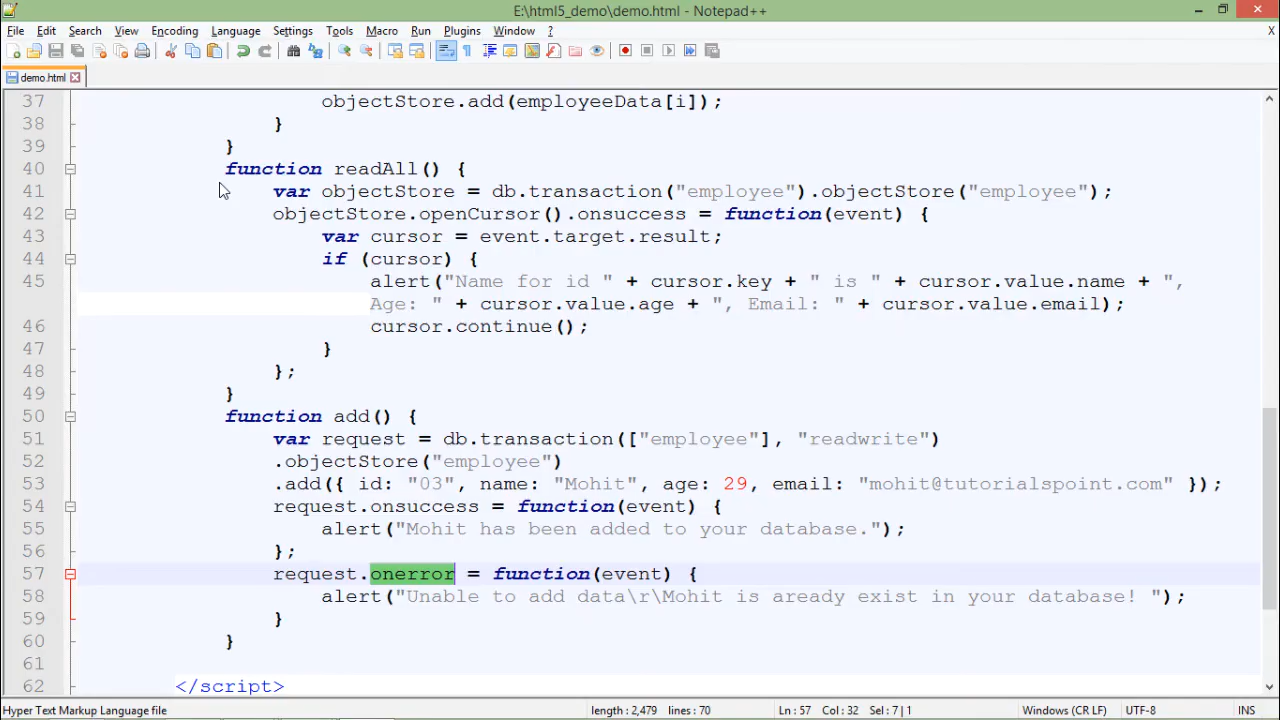 E:\html5_demo\demo.html - Notepad++
File Edit Search View Encoding Language Settings Tools Macro Run Plugins Window ? X
demo.html
37 objectStore.add(employeeData[i]);
38 }
39 }
40 function readAll() {
41 var objectStore = db.transaction("employee").objectStore("employee");
42 objectStore.openCursor().onsuccess = function(event) {
43 var cursor = event.target.result;
44 if (cursor) {
45 alert("Name for id " + cursor.key + " is " + cursor.value.name + ",
Age: " + cursor.value.age + ", Email: " + cursor.value.email);
46 cursor.continue();
47 }
48 };
49 }
50 function add() {
51 var request = db.transaction(["employee"], "readwrite")
52 .objectStore("employee")
53 .add({ id: "03", name: "Mohit", age: 29, email: "mohit@tutorialspoint.com" });
54 request.onsuccess = function(event) {
55 alert("Mohit has been added to your database.");
56 };
57 request.onerror = function(event) {
58 alert("Unable to add data\r\Mohit is aready exist in your database! ");
59 }
60 }
61
62 </script>
Hyper Text Markup Language file length : 2,479 lines : 70 Ln : 57 Col : 32 Sel : 7 | 1 Windows (CR LF) UTF-8 INS